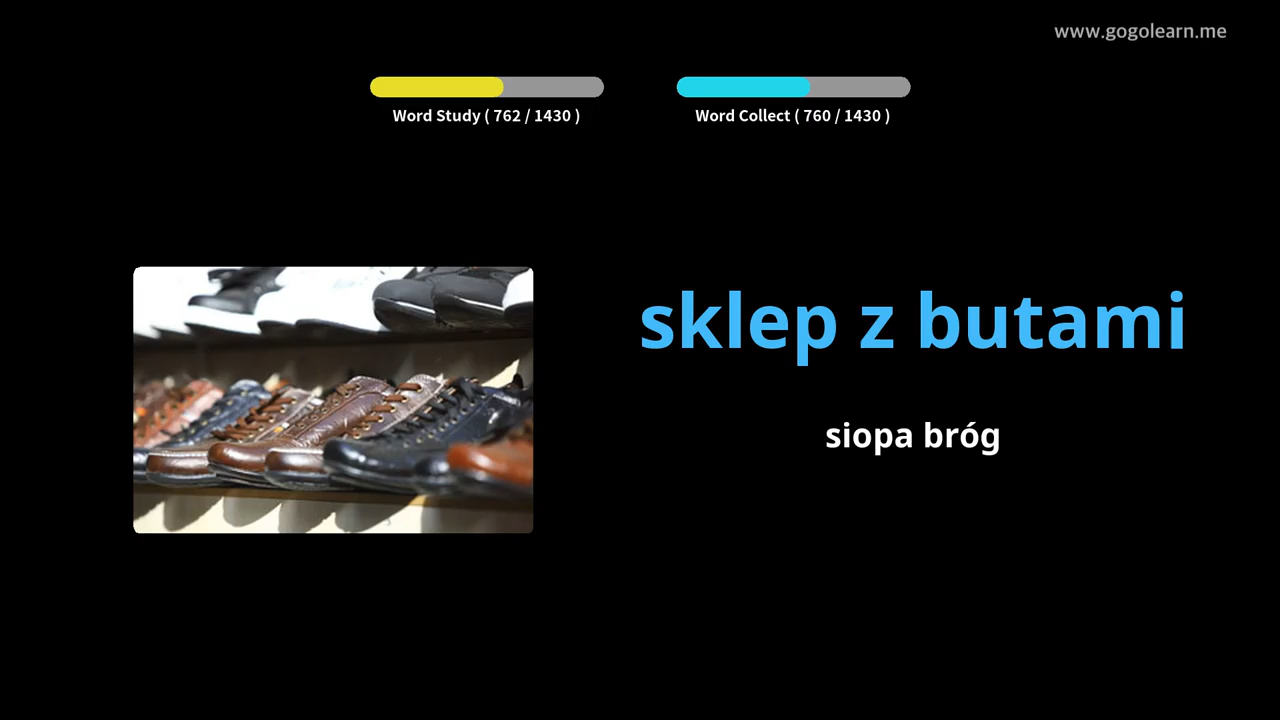 www.gogolearn.me
Word Study ( 762 / 1430 )
Word Collect ( 760 / 1430 )
sklep z butami
siopa bróg